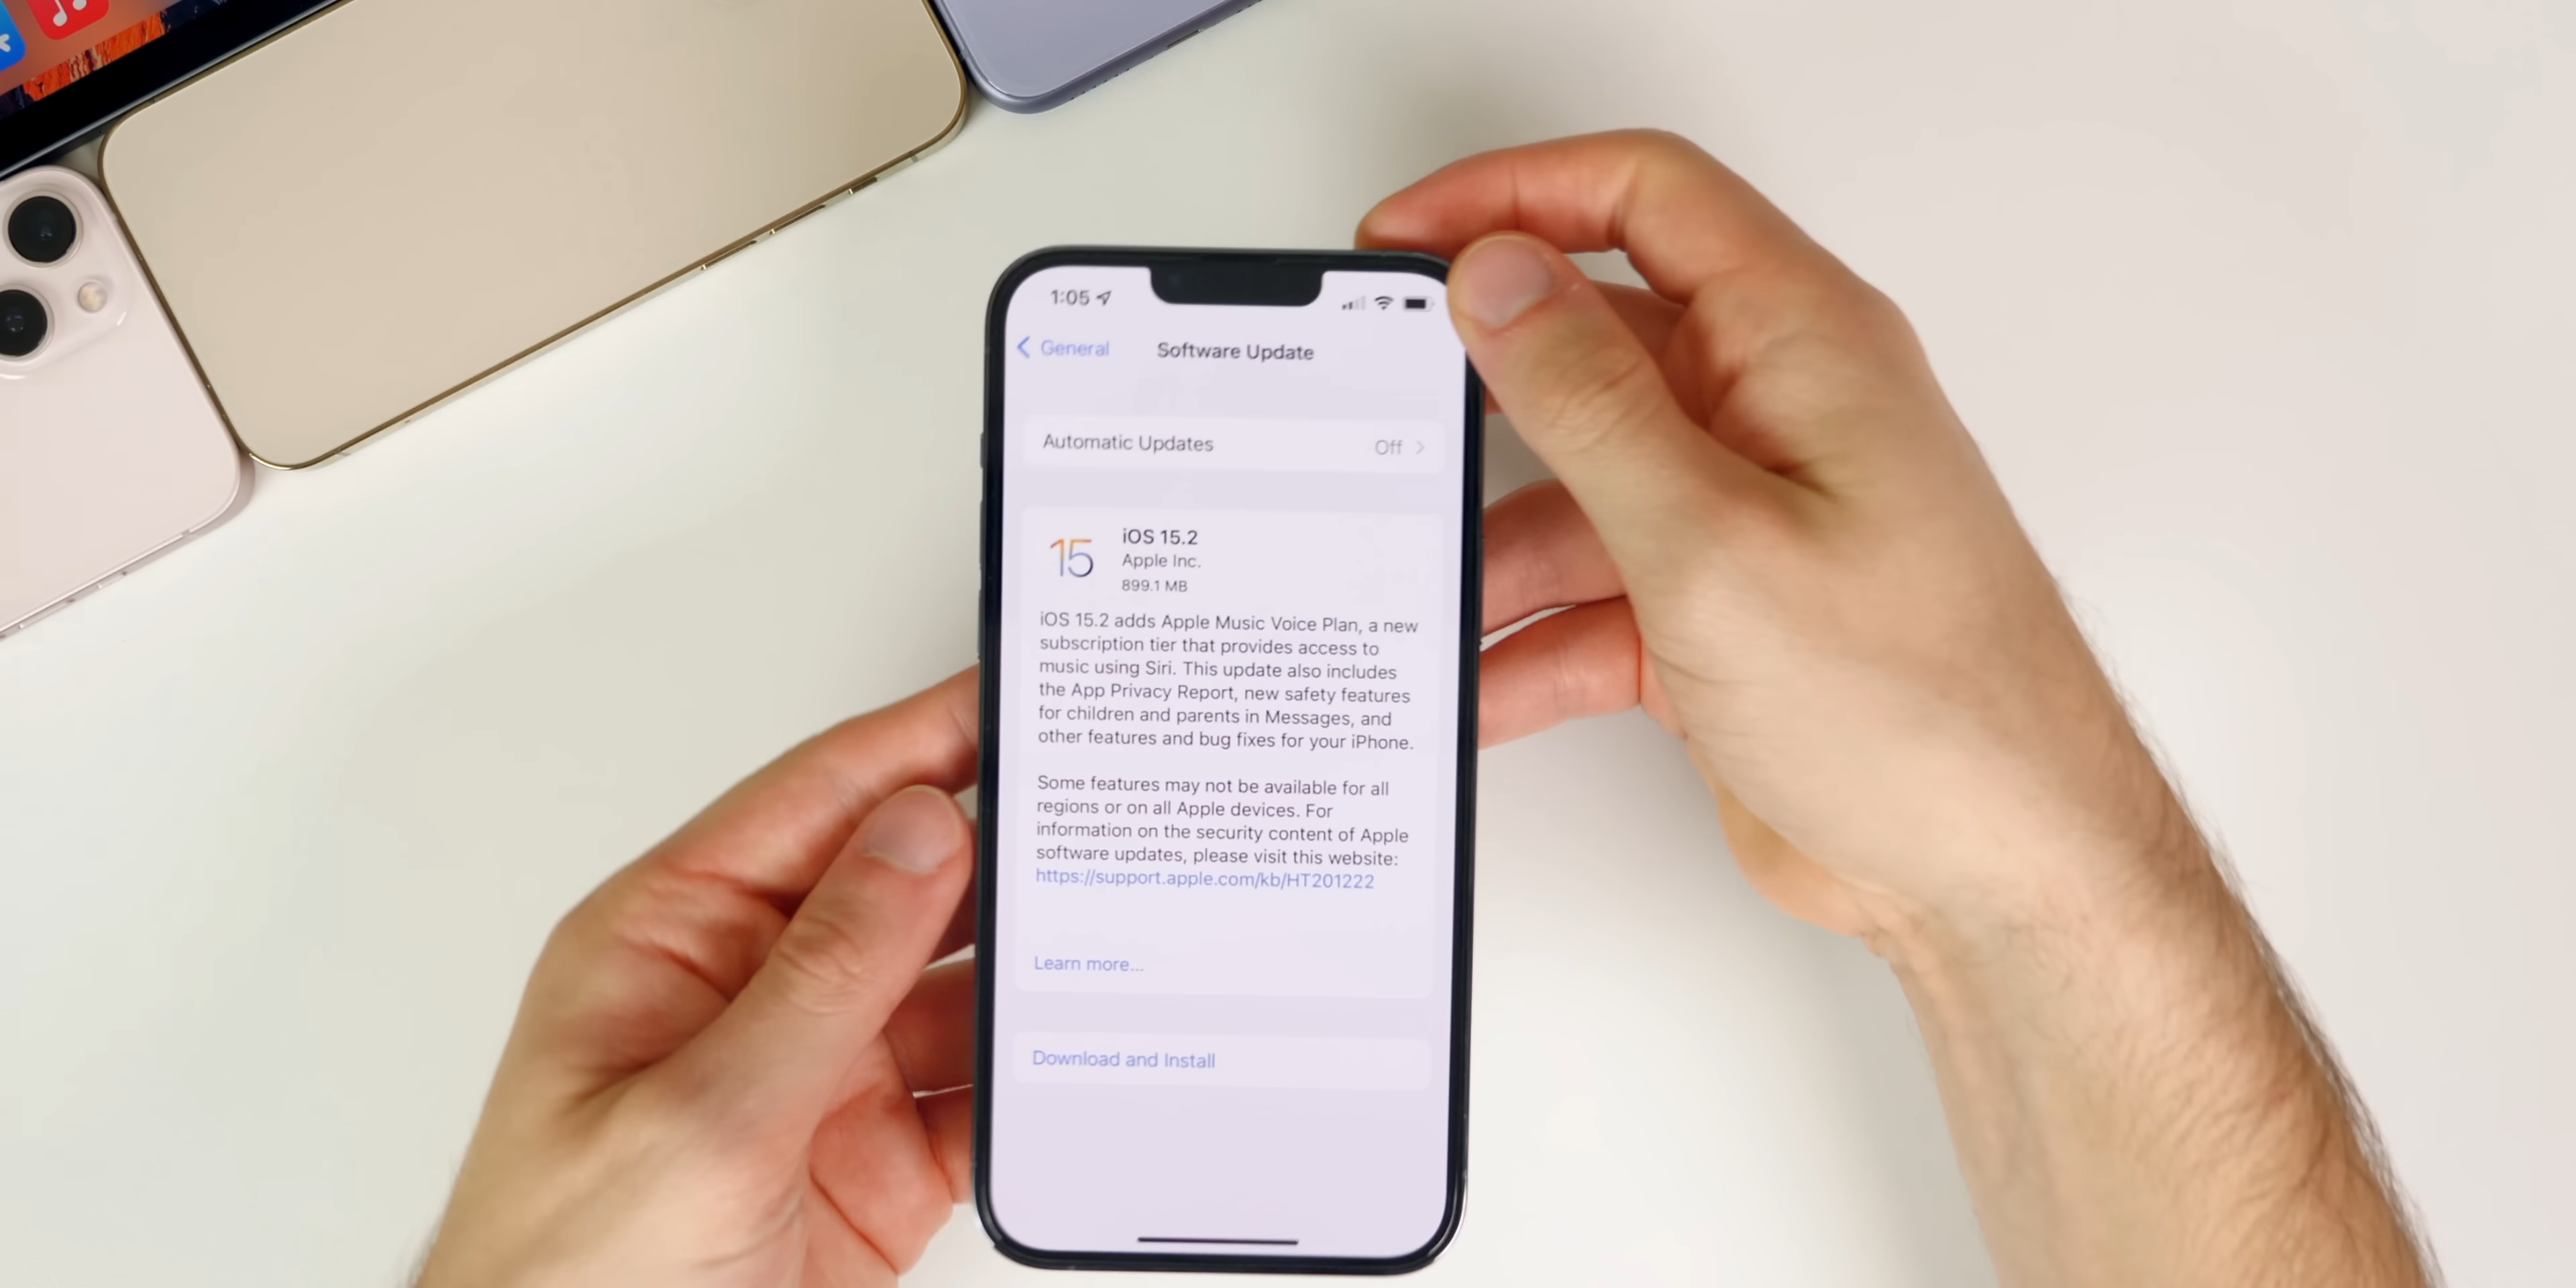 1:05
General
Software Update
Automatic Updates
Off
15
iOS 15.2
Apple Inc.
899.1 MB
iOS 15.2 adds Apple Music Voice Plan, a new
subscription tier that provides access to
music using Siri. This update also includes
the App Privacy Report, new safety features
for children and parents in Messages, and
other features and bug fixes for your iPhone.
Some features may not be available for all
regions or on all Apple devices. For
information on the security content of Apple
software updates, please visit this website:
https://support.apple.com/kb/HT201222
Learn more...
Download and Install